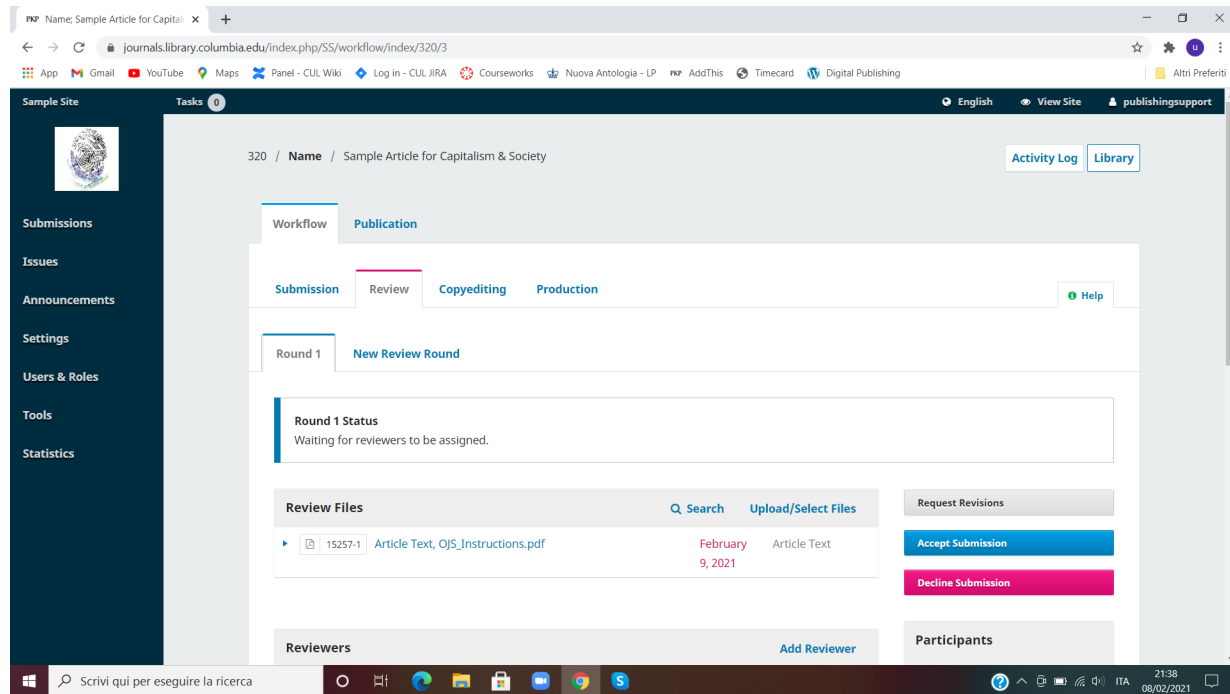 PKP Name; Sample Article for Capital
journals.library.columbia.edu/index.php/SS/workflow/index/320/3
U
App Gmail YouTube Maps Panel - CUL Wiki Log in - CUL JIRA Courseworks Nuova Antologia - LP PKP AddThis Timecard Digital Publishing Altri Preferiti
Sample Site Tasks 0 English View Site publishingsupport
320 / Name / Sample Article for Capitalism & Society
Activity Log Library
Submissions
Issues
Announcements
Settings
Users & Roles
Tools
Statistics
Workflow Publication
Submission Review Copyediting Production
Help
Round 1 New Review Round
Round 1 Status
Waiting for reviewers to be assigned.
Review Files Search Upload/Select Files
15257-1 Article Text, OJS_Instructions.pdf February 9, 2021 Article Text
Request Revisions
Accept Submission
Decline Submission
Reviewers Add Reviewer
Participants
Scrivi qui per eseguire la ricerca
S
ITA
21:38
08/02/2021